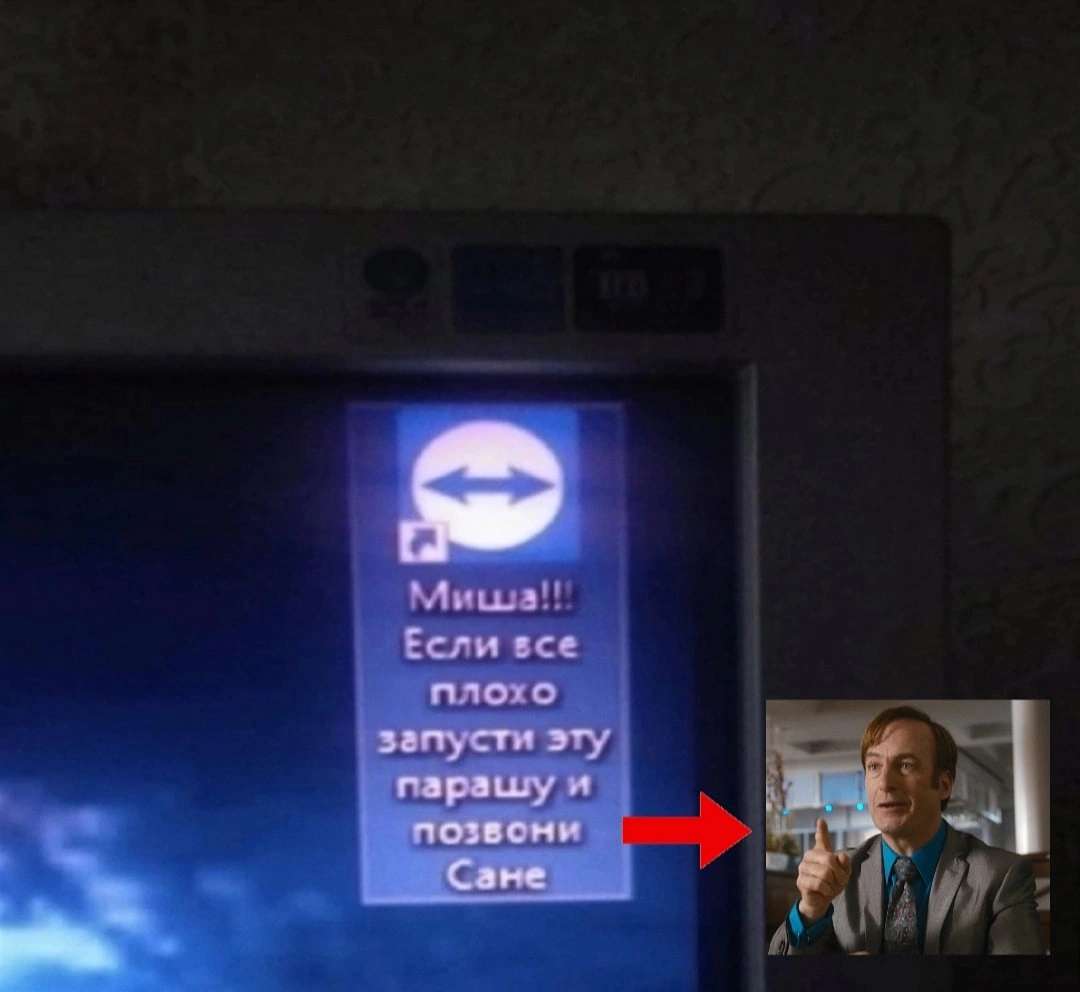 Миша!!!
Если все
плохо
запусти эту
парашу и
позвони
Сане